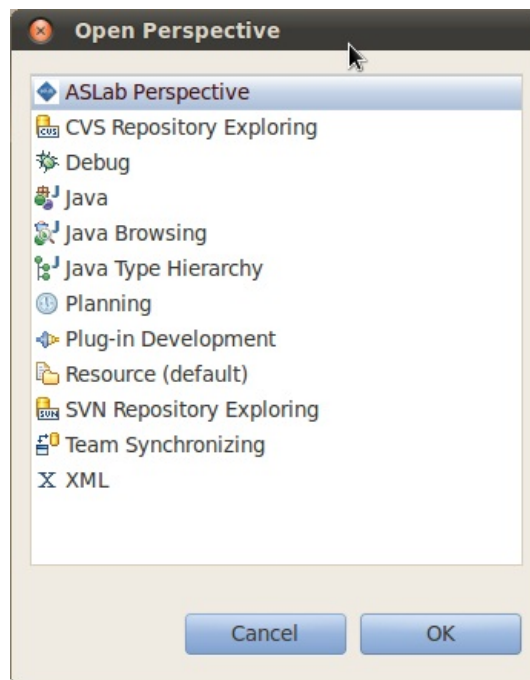 Open Perspective
ASLab Perspective
CVS Repository Exploring
Debug
Java
Java Browsing
Java Type Hierarchy
Planning
Plug-in Development
Resource (default)
SVN Repository Exploring
Team Synchronizing
XML
Cancel OK